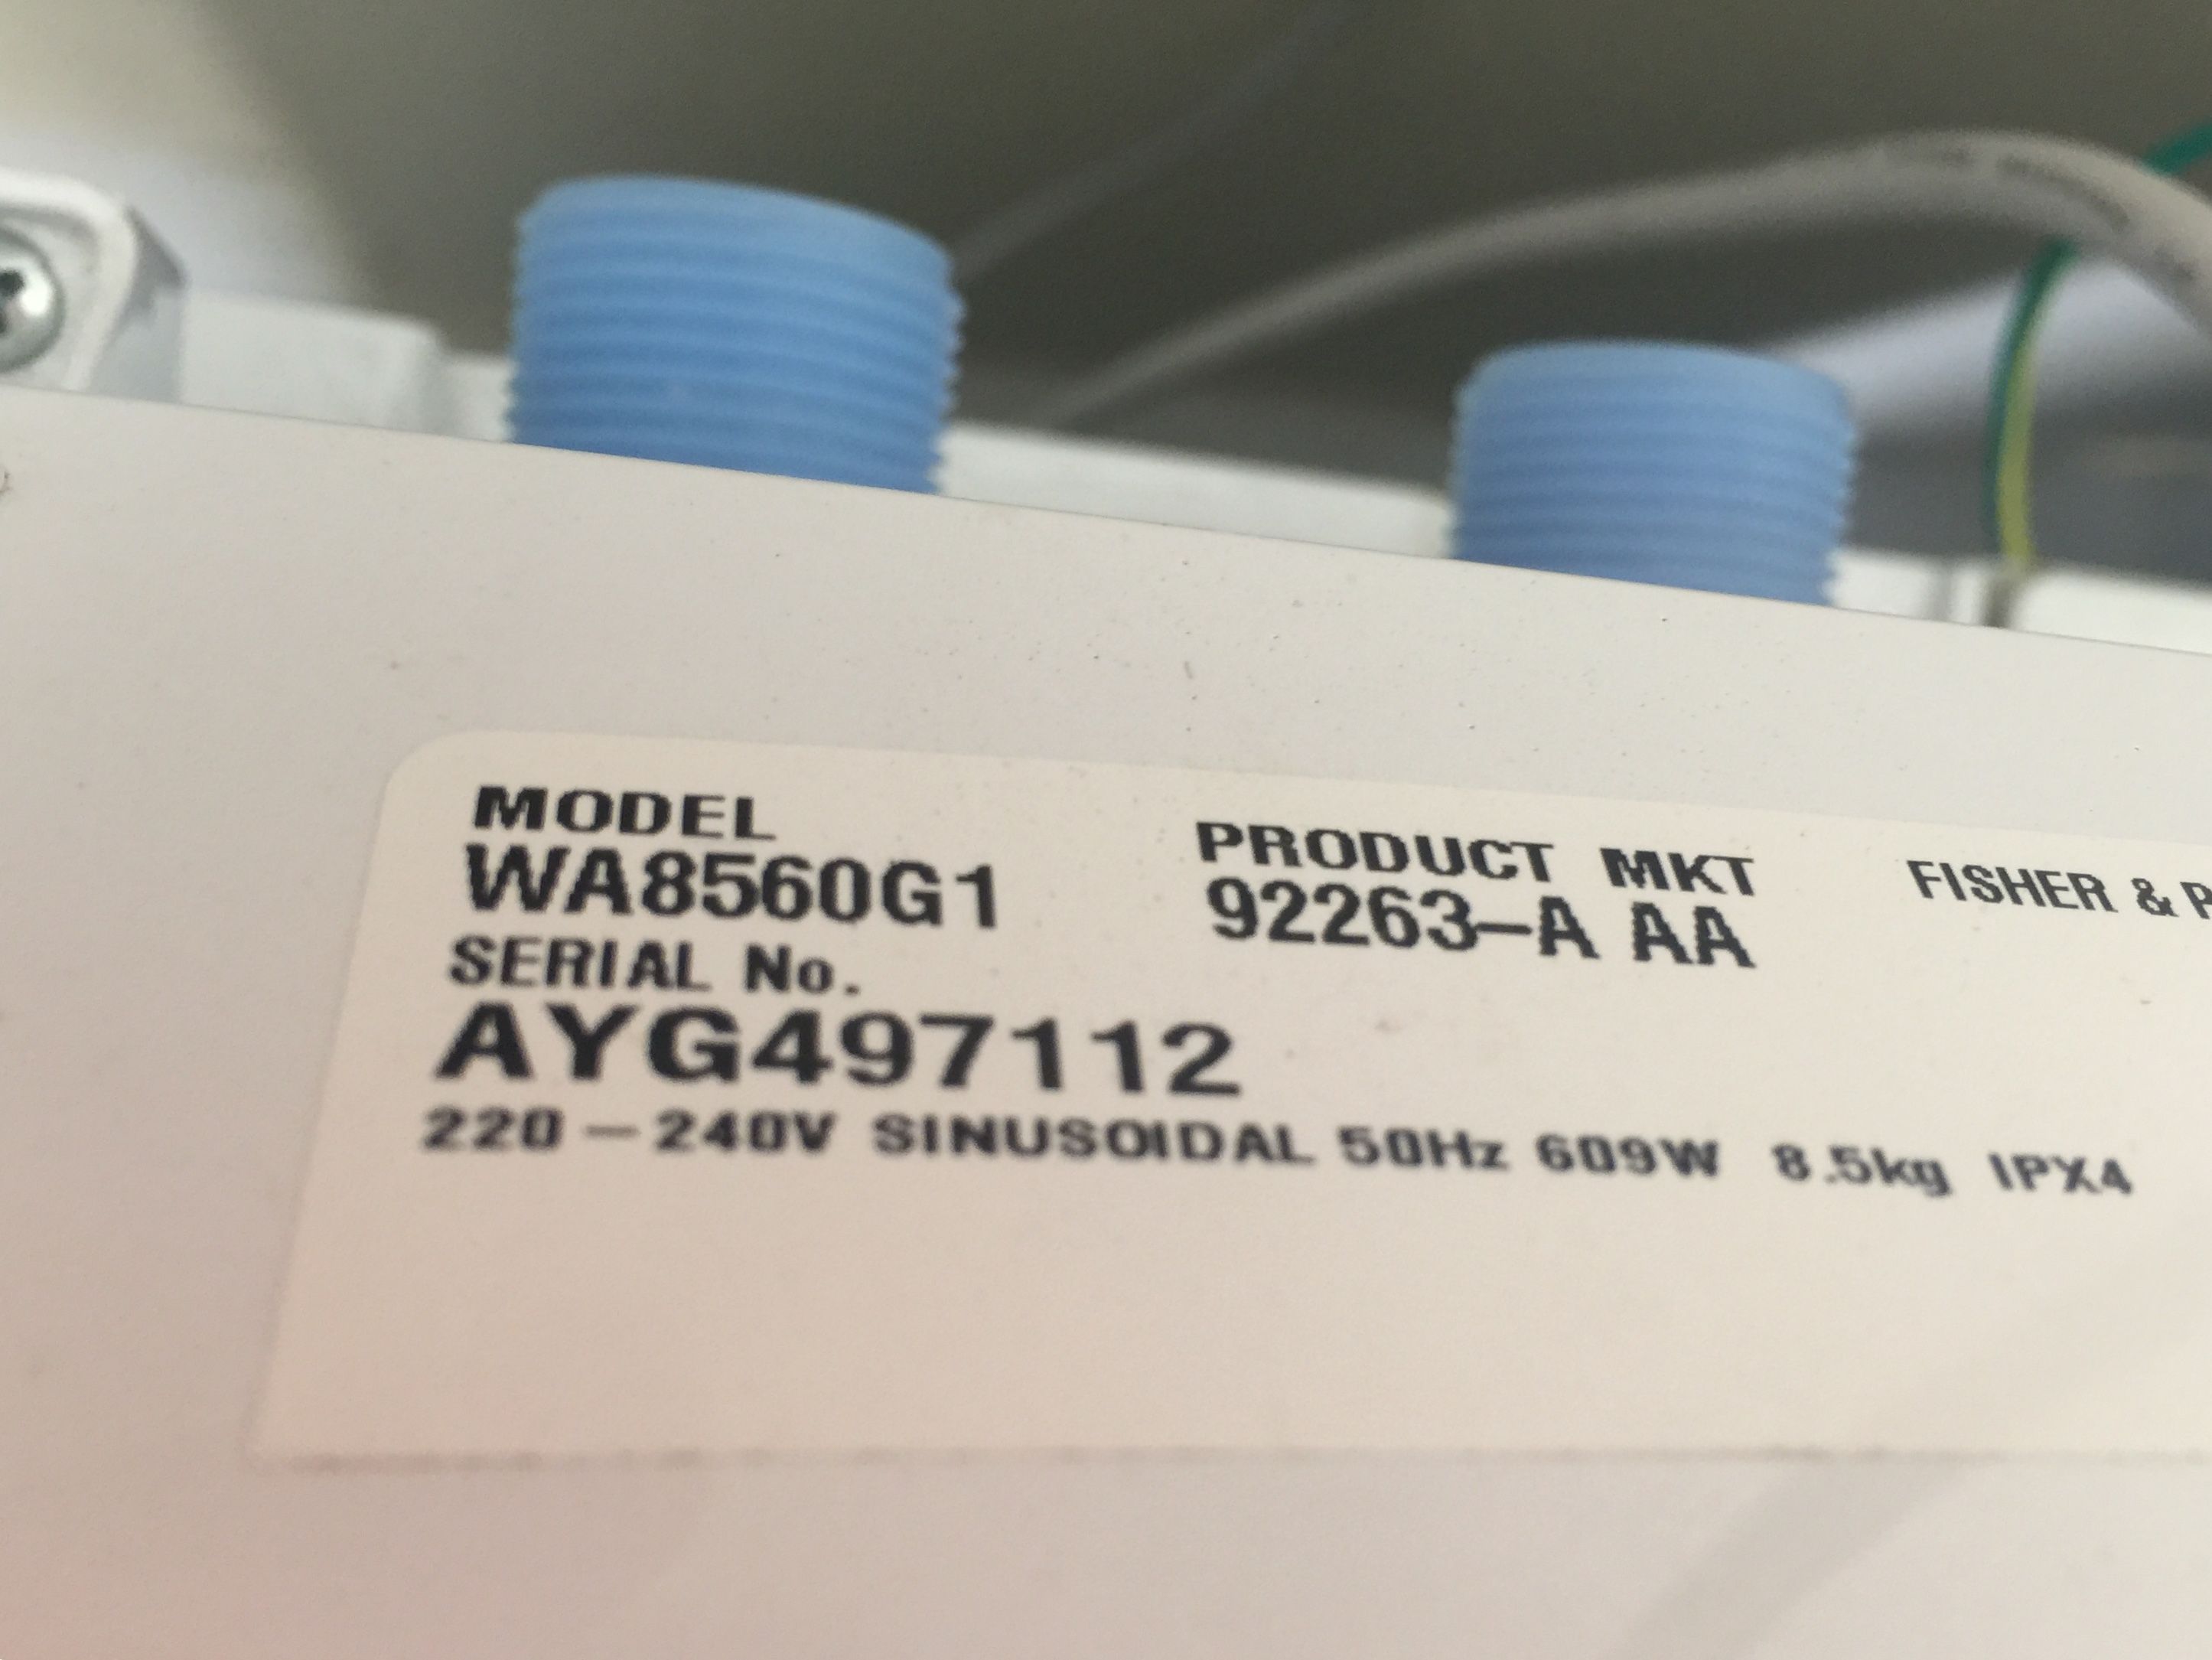 MODEL
WA8560G1
PRODUCT MKT
92263-A AA
FISHER & P
SERIAL No.
AYG497112
220-240V SINUSOIDAL 50Hz 609W 8.5kg IPX4